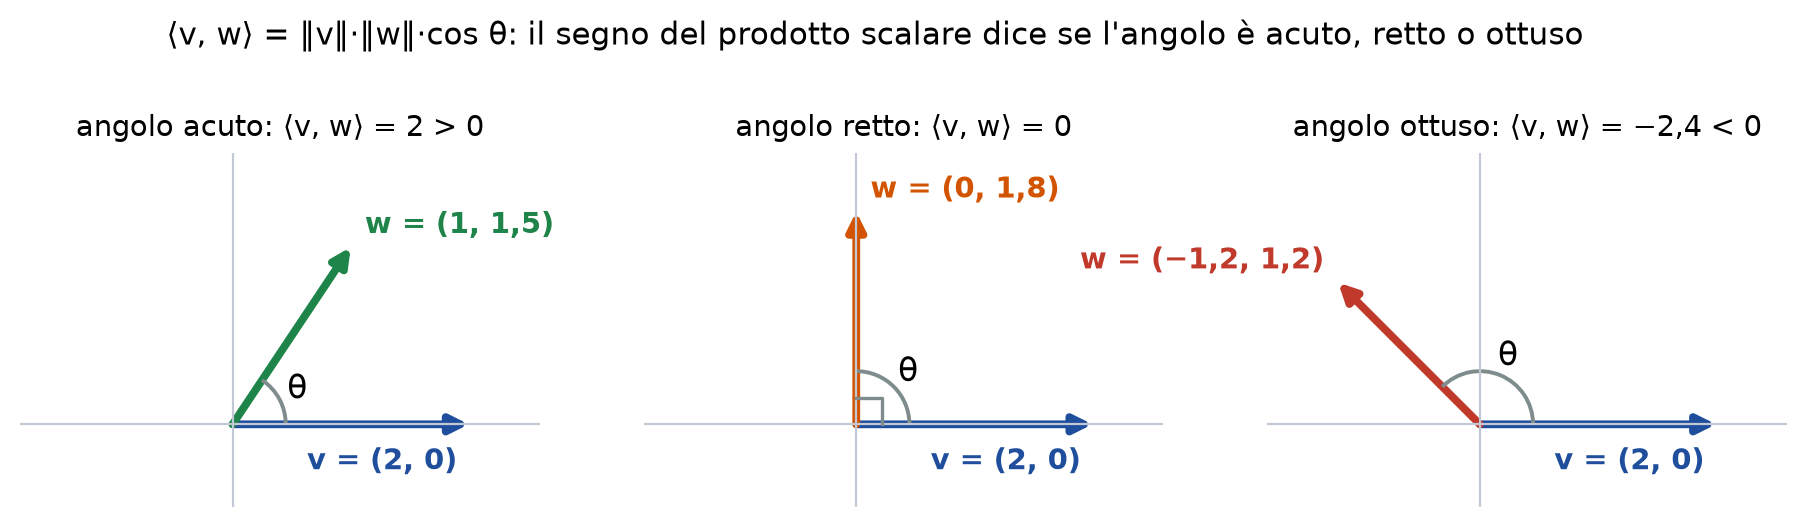 ⟨v, w⟩ = ‖v‖·‖w‖·cos θ: il segno del prodotto scalare dice se l'angolo è acuto, retto o ottuso
angolo acuto: ⟨v, w⟩ = 2 > 0
w = (1, 1,5)
θ
v = (2, 0)
angolo retto: ⟨v, w⟩ = 0
w = (0, 1,8)
θ
v = (2, 0)
angolo ottuso: ⟨v, w⟩ = −2,4 < 0
w = (−1,2, 1,2)
θ
v = (2, 0)